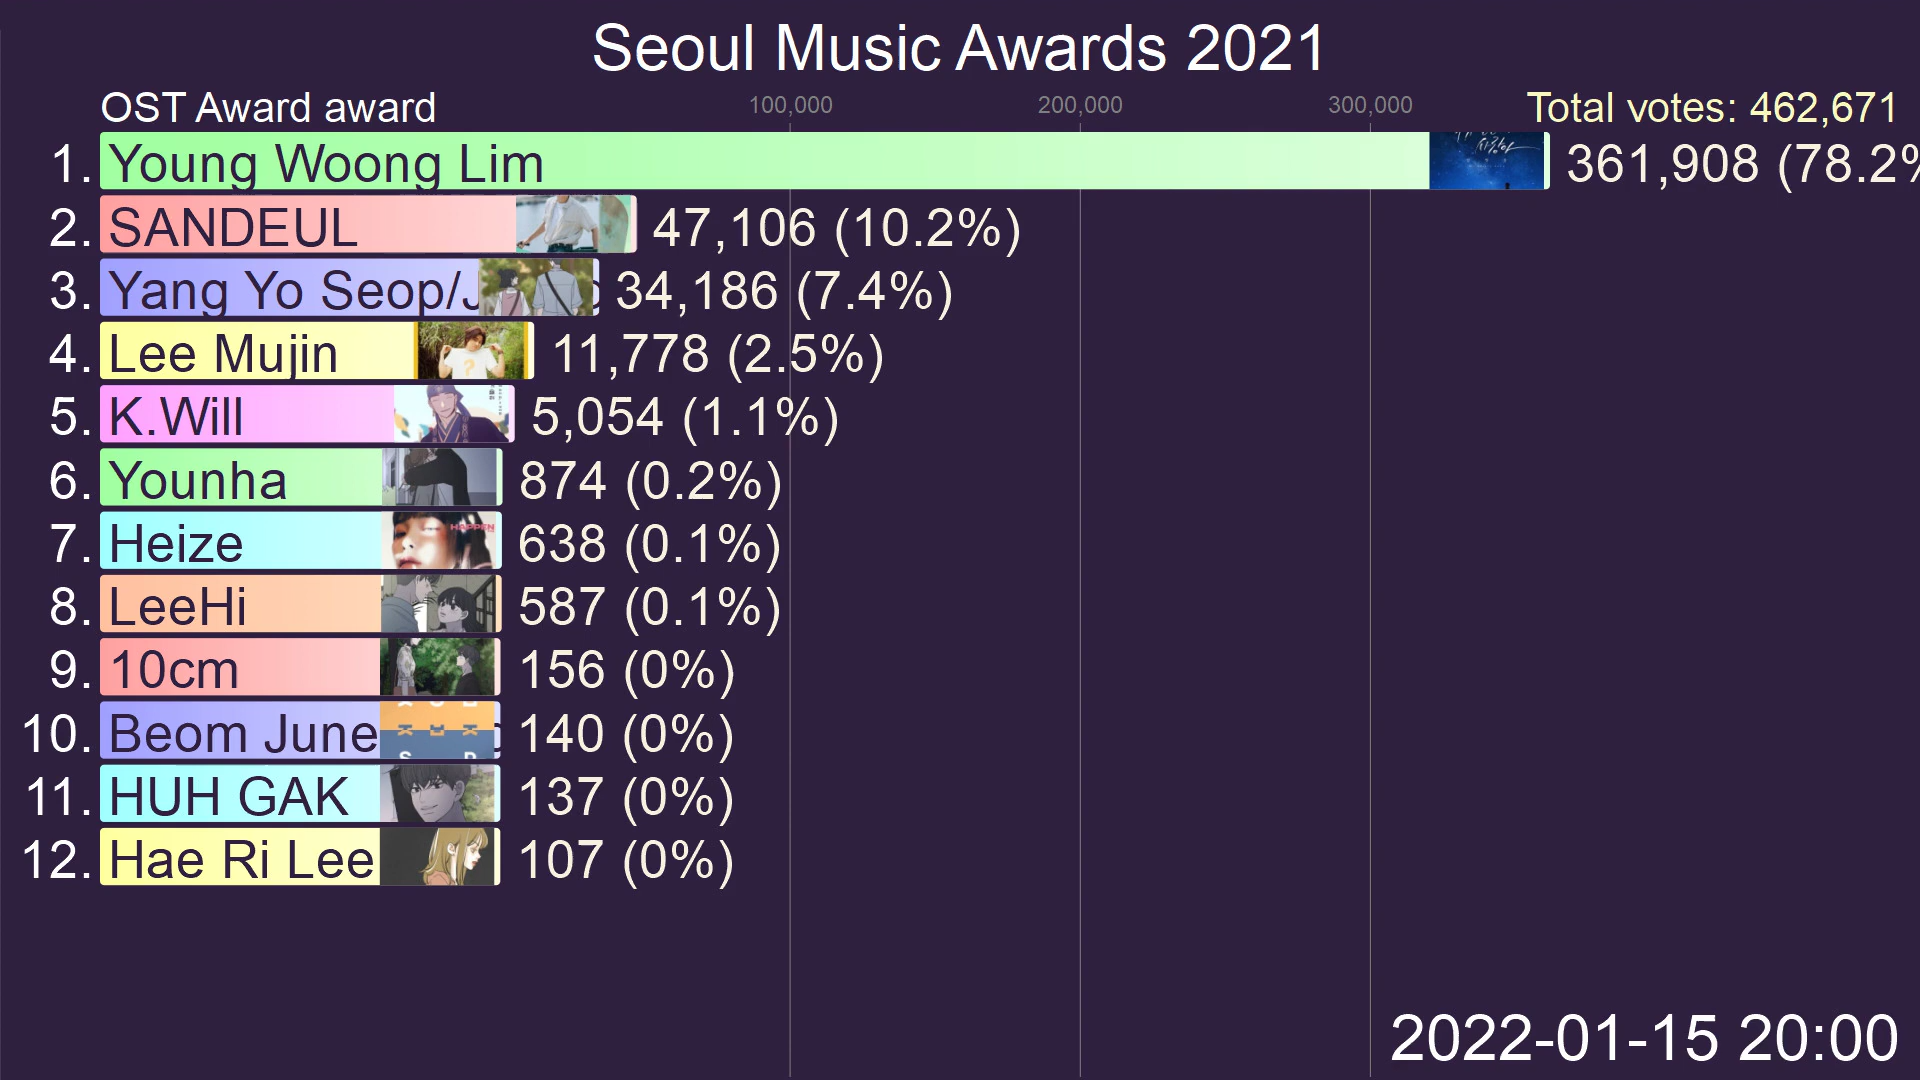 Seoul Music Awards 2021
OST Award award
100,000 200,000 300,000
Total votes: 462,671
1. Young Woong Lim 361,908 (78.2%
2. SANDEUL 47,106 (10.2%)
3. Yang Yo Seop/J 34,186 (7.4%)
4. Lee Mujin 11,778 (2.5%)
5. K.Will 5,054 (1.1%)
6. Younha 874 (0.2%)
7. Heize HAPPEN 638 (0.1%)
8. LeeHi 587 (0.1%)
9. 10cm 156 (0%)
10. Beom June 140 (0%)
11. HUH GAK 137 (0%)
12. Hae Ri Lee 107 (0%)
2022-01-15 20:00